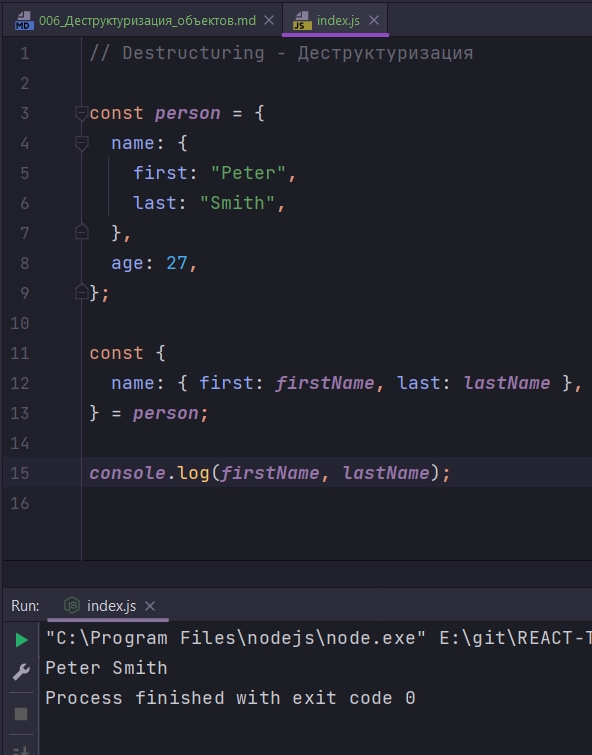 MD 006_Деструктуризация_объектов.md JS index.js
1 // Destructuring - Деструктуризация
2
3 const person = {
4 name: {
5 first: "Peter",
6 last: "Smith",
7 },
8 age: 27,
9 };
10
11 const {
12 name: { first: firstName, last: lastName },
13 } = person;
14
15 console.log(firstName, lastName);
16
Run: JS index.js
"C:\Program Files\nodejs\node.exe" E:\git\REACT-T
Peter Smith
Process finished with exit code 0